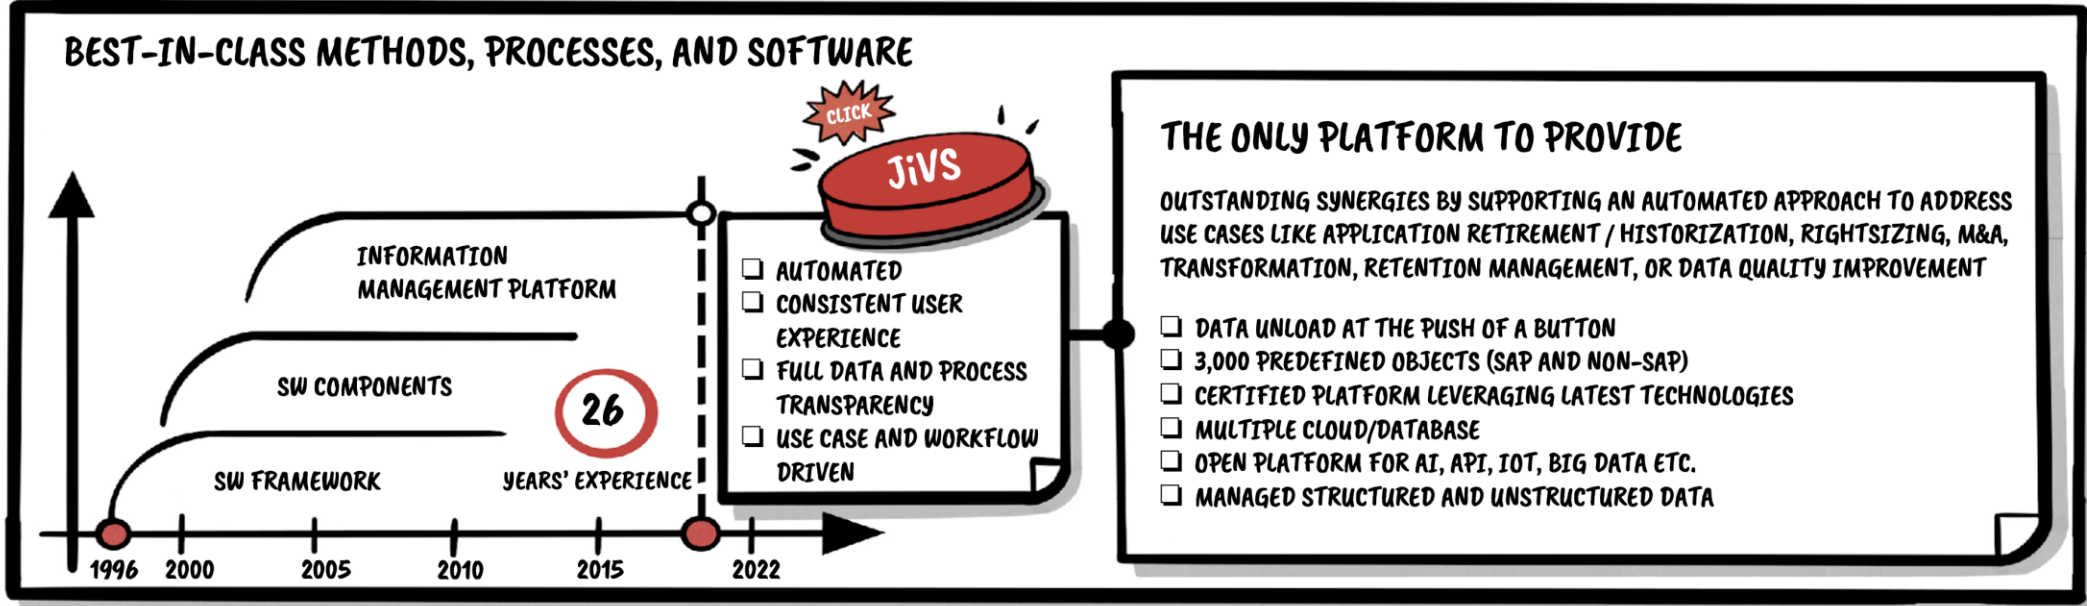 BEST-IN-CLASS METHODS, PROCESSES, AND SOFTWARE
CLICK
JiVS
INFORMATION
MANAGEMENT PLATFORM
SW COMPONENTS
26
YEARS' EXPERIENCE
SW FRAMEWORK
1996
2000
2005
2010
2015
2022
❏ AUTOMATED
❏ CONSISTENT USER
EXPERIENCE
❏ FULL DATA AND PROCESS
TRANSPARENCY
❏ USE CASE AND WORKFLOW
DRIVEN
THE ONLY PLATFORM TO PROVIDE
OUTSTANDING SYNERGIES BY SUPPORTING AN AUTOMATED APPROACH TO ADDRESS
USE CASES LIKE APPLICATION RETIREMENT / HISTORIZATION, RIGHTSIZING, M&A,
TRANSFORMATION, RETENTION MANAGEMENT, OR DATA QUALITY IMPROVEMENT
❏ DATA UNLOAD AT THE PUSH OF A BUTTON
❏ 3,000 PREDEFINED OBJECTS (SAP AND NON-SAP)
❏ CERTIFIED PLATFORM LEVERAGING LATEST TECHNOLOGIES
❏ MULTIPLE CLOUD/DATABASE
❏ OPEN PLATFORM FOR AI, API, IOT, BIG DATA ETC.
❏ MANAGED STRUCTURED AND UNSTRUCTURED DATA